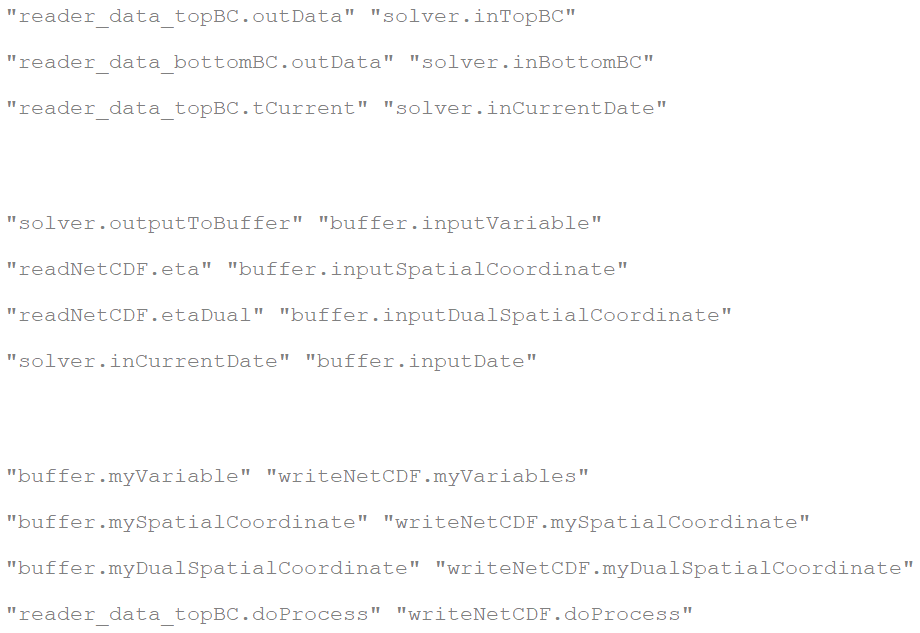 "reader_data_topBC.outData" "solver.inTopBC"
"reader_data_bottomBC.outData" "solver.inBottomBC"
"reader_data_topBC.tCurrent" "solver.inCurrentDate"
"solver.outputToBuffer" "buffer.inputVariable"
"readNetCDF.eta" "buffer.inputSpatialCoordinate"
"readNetCDF.etaDual" "buffer.inputDualSpatialCoordinate"
"solver.inCurrentDate" "buffer.inputDate"
"buffer.myVariable" "writeNetCDF.myVariables"
"buffer.mySpatialCoordinate" "writeNetCDF.mySpatialCoordinate"
"buffer.myDualSpatialCoordinate" "writeNetCDF.myDualSpatialCoordinate"
"reader_data_topBC.doProcess" "writeNetCDF.doProcess"